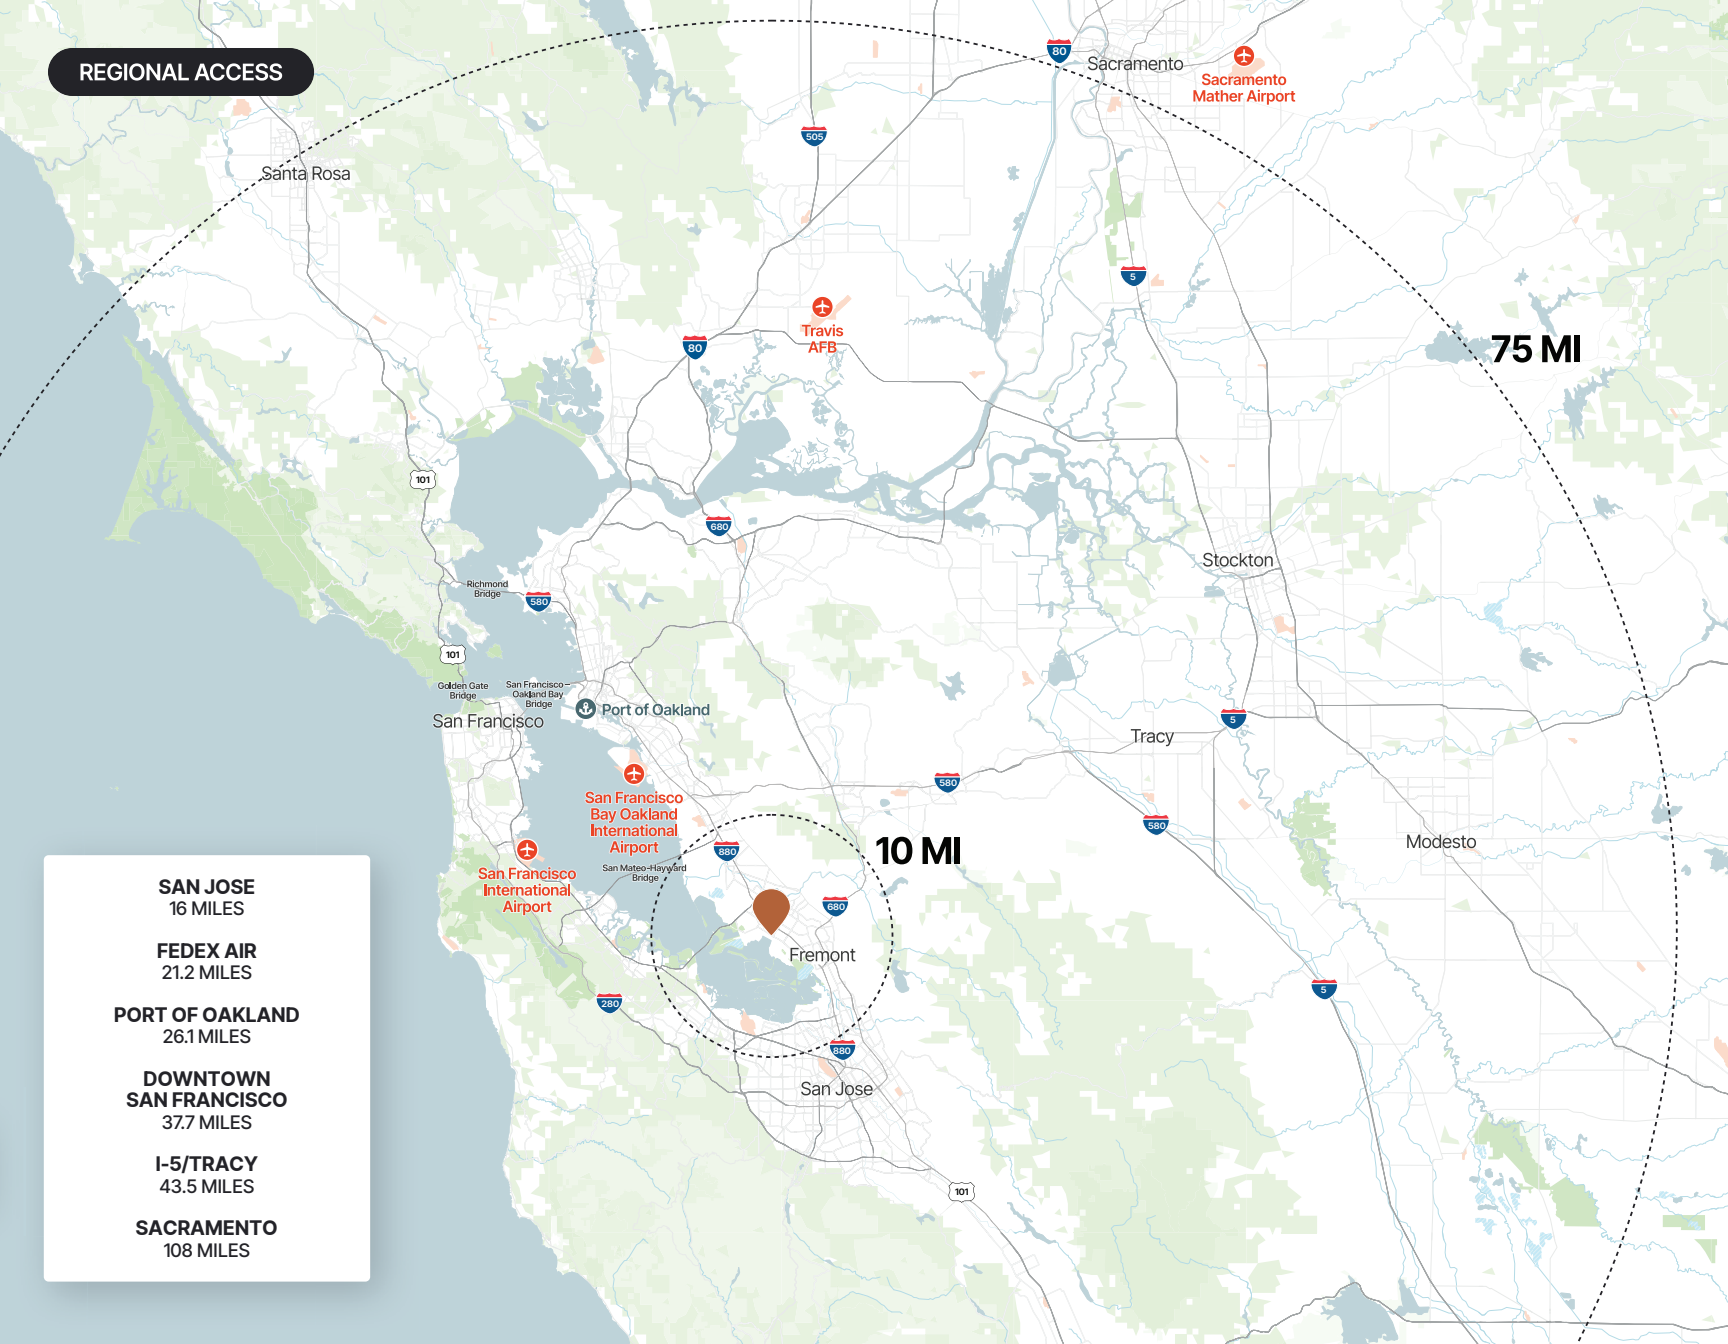 REGIONAL ACCESS
80
Sacramento
Sacramento
Mather Airport
505
Santa Rosa
5
Travis
AFB
80
75 MI
101
680
Stockton
Richmond
Bridge
580
101
Golden Gate
Bridge
San Francisco –
Oakland Bay
Bridge
Port of Oakland
San Francisco
5
Tracy
580
San Francisco
Bay Oakland
International
Airport
580
Modesto
10 MI
880
San Francisco
International
Airport
San Mateo-Hayward
Bridge
680
Fremont
280
5
880
San Jose
101
SAN JOSE
16 MILES
FEDEX AIR
21.2 MILES
PORT OF OAKLAND
26.1 MILES
DOWNTOWN
SAN FRANCISCO
37.7 MILES
I-5/TRACY
43.5 MILES
SACRAMENTO
108 MILES